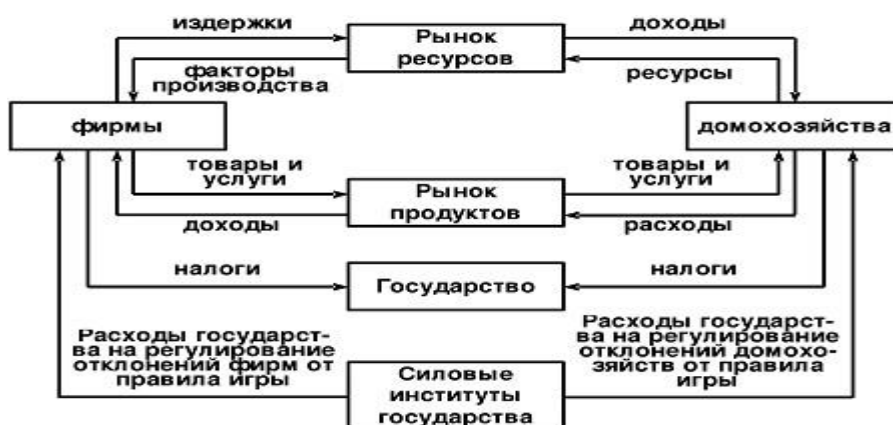 издержки
Рынок
ресурсов
доходы
факторы
производства
ресурсы
фирмы
домохозяйства
товары и
услуги
Рынок
продуктов
товары и
услуги
доходы
расходы
налоги
Государство
налоги
Расходы государст-
ва на регулирование
отклонений фирм от
правила игры
Силовые
институты
государства
Расходы государст-
ва на регулирование
отклонений домохо-
зяйств от правила
игры